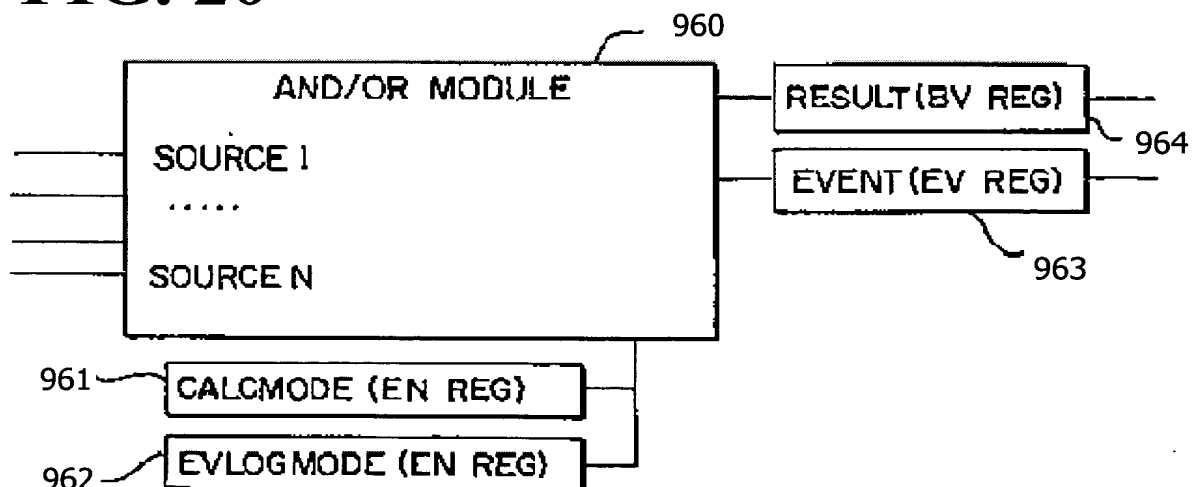 960
AND/OR MODULE
RESULT (BV REG)
964
SOURCE 1
EVENT (EV REG)
.....
963
SOURCE N
961
CALCMODE (EN REG)
962
EVLOGMODE (EN REG)